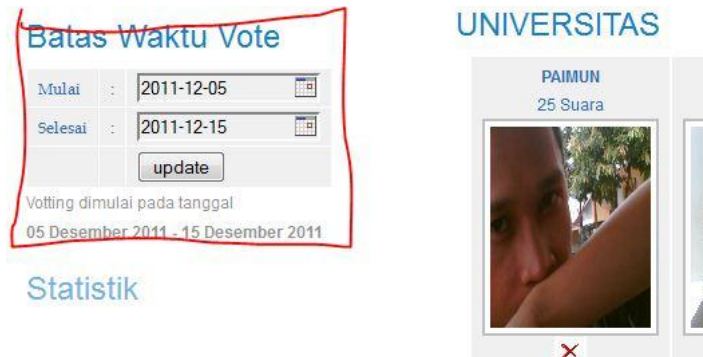 Batas Waktu Vote
Mulai : 2011-12-05
Selesai : 2011-12-15
update
Votting dimulai pada tanggal
05 Desember 2011 - 15 Desember 2011
Statistik
UNIVERSITAS
PAIMUN
25 Suara